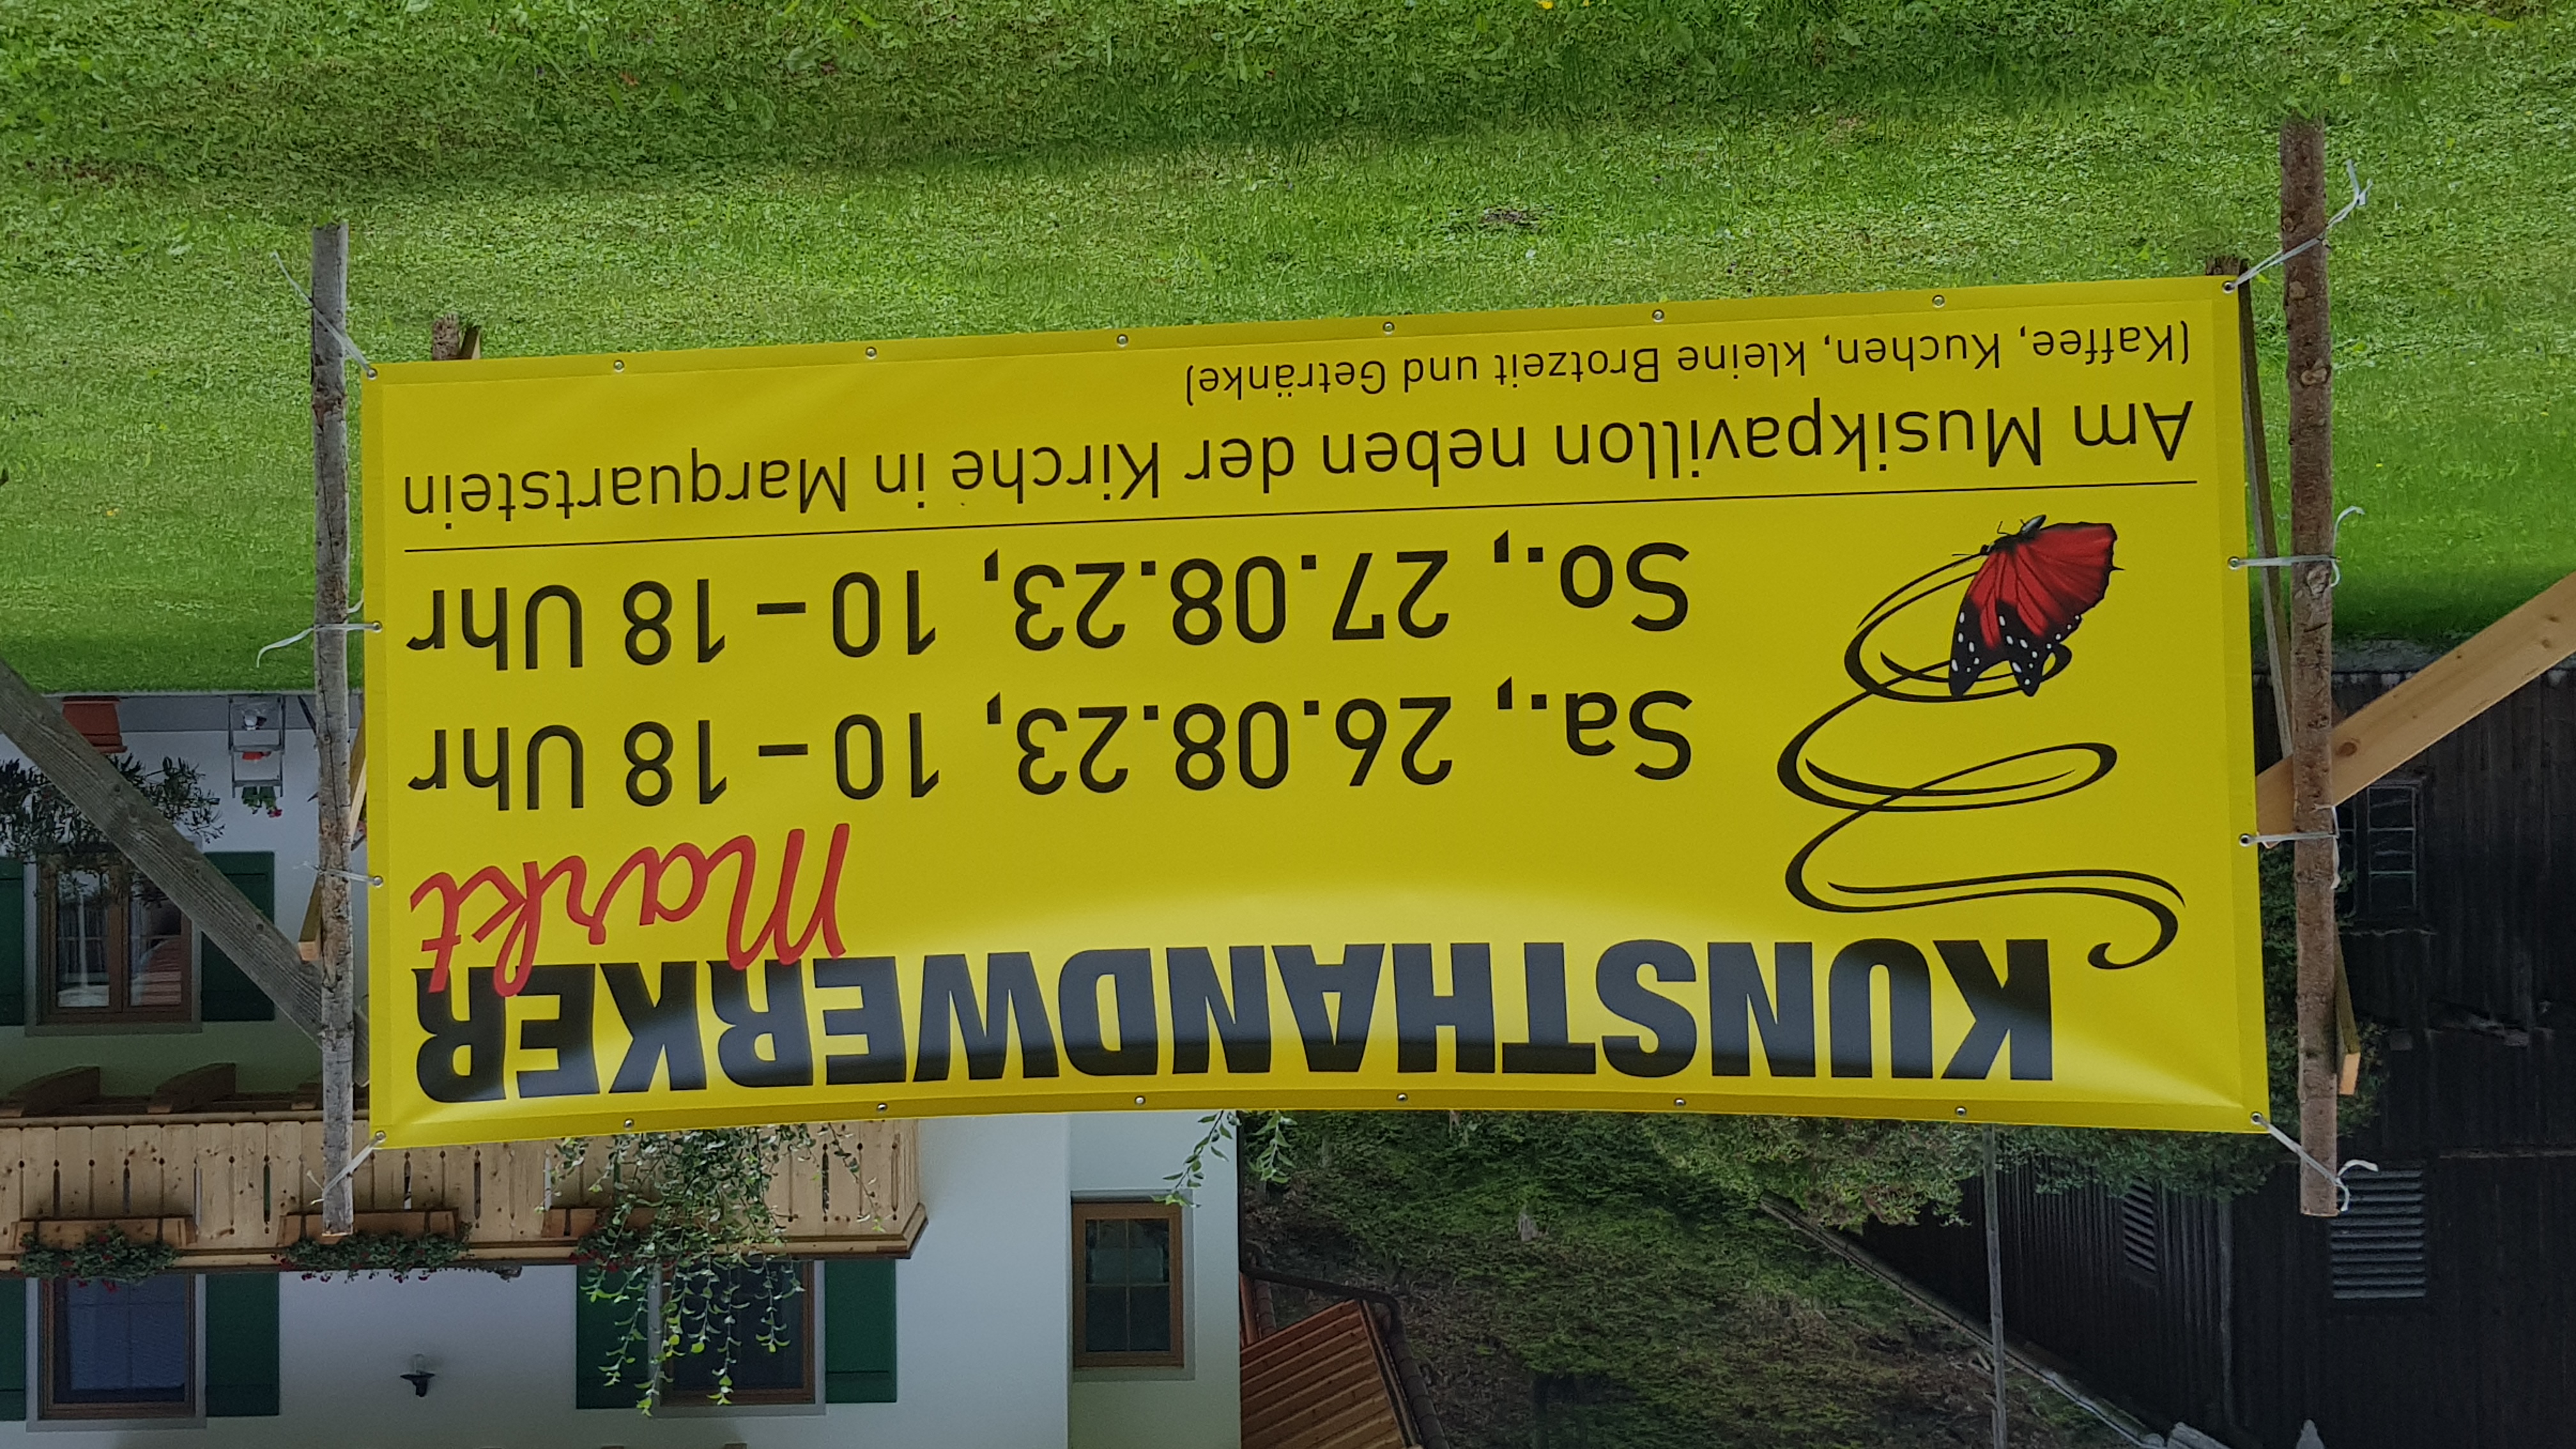 KUNSTHANDWERKER
Markt
Sa., 26.08.23, 10 – 18 Uhr
So., 27.08.23, 10 – 18 Uhr
Am Musikpavillon neben der Kirche in Marquartstein
(Kaffee, Kuchen, kleine Brotzeit und Getränke)